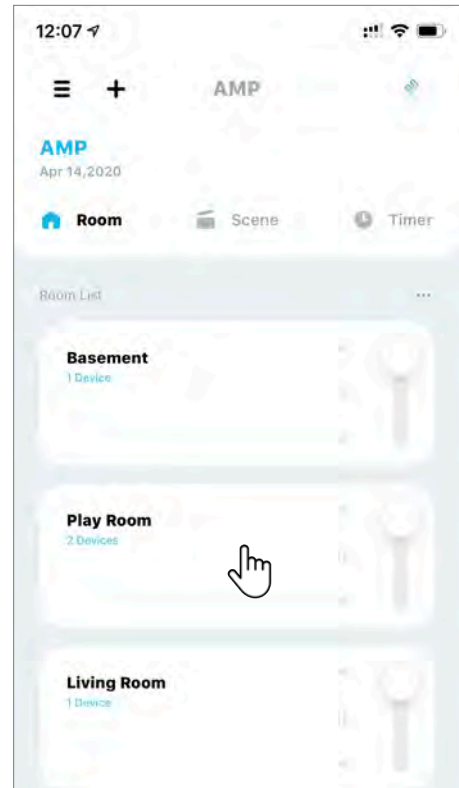 12:07
AMP
AMP
Apr 14,2020
Room Scene Timer
Room List
Basement
1 Device
Play Room
2 Devices
Living Room
1 Device